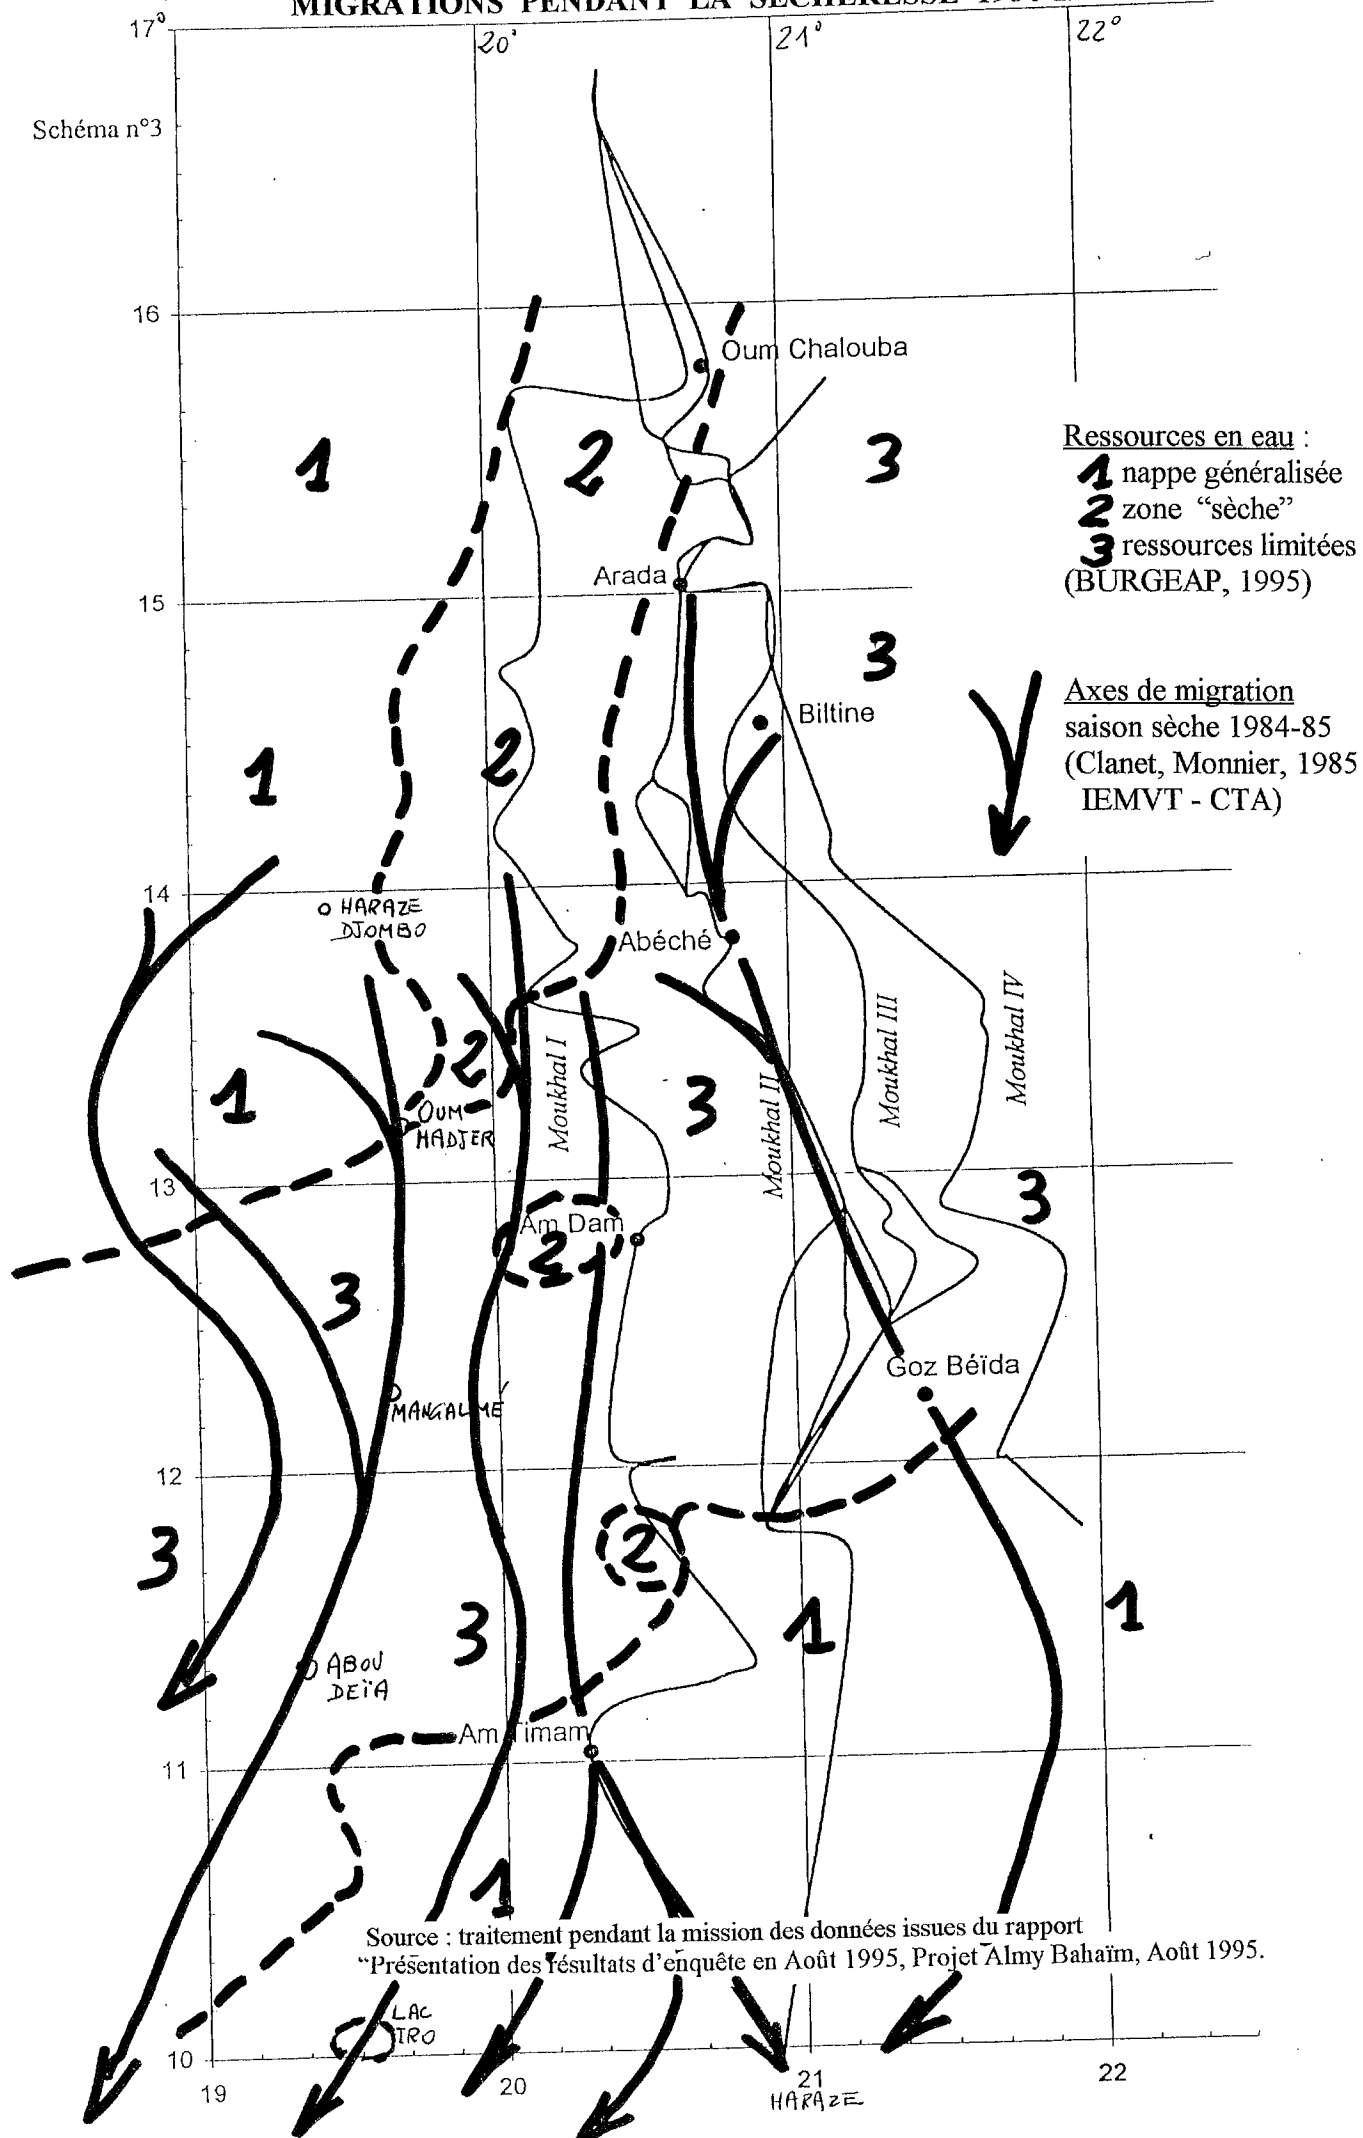 MIGRATIONS PENDANT LA SECHERESSE
17°
20°
21°
22°
Schéma n°3
16
Oum Chalouba
1
2
3
Ressources en eau :
1 nappe généralisée
2 zone “sèche”
3 ressources limitées
(BURGEAP, 1995)
Arada
15
3
Axes de migration
saison sèche 1984-85
(Clanet, Monnier, 1985
IEMVT - CTA)
Biltine
1
2
14
HARAZE
DJOMBO
Abéché
Moukhal I
Moukhal II
Moukhal III
Moukhal IV
1
2
3
OUM
HADJER
13
3
Am Dam
2
3
Goz Béïda
MANGALMÉ
12
3
2
3
1
1
ABOU
DEÏA
Am Timam
11
1
Source : traitement pendant la mission des données issues du rapport
“Présentation des résultats d’enquête en Août 1995, Projet Almy Bahaïm, Août 1995.
LAC
IRO
10
19
20
21
22
HARAZE